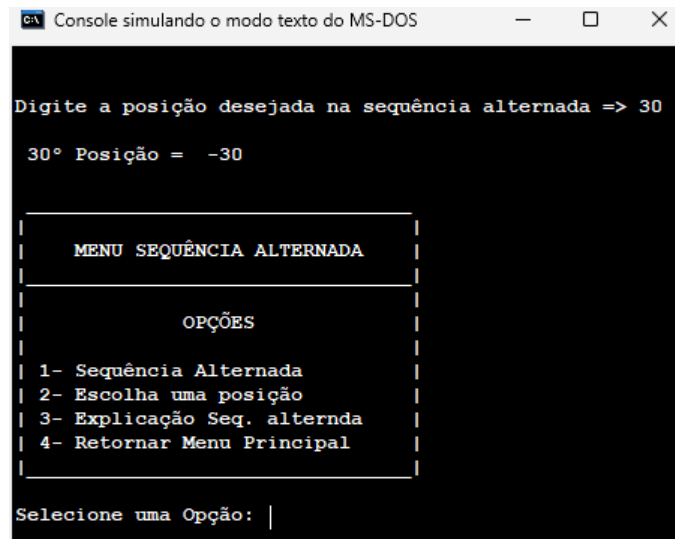 Console simulando o modo texto do MS-DOS
Digite a posição desejada na sequência alternada => 30
30° Posição = -30
MENU SEQUÊNCIA ALTERNADA
OPÇÕES
1- Sequência Alternada
2- Escolha uma posição
3- Explicação Seq. alternda
4- Retornar Menu Principal
Selecione uma Opção: